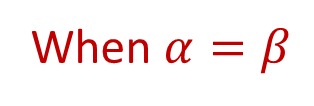 When α = β